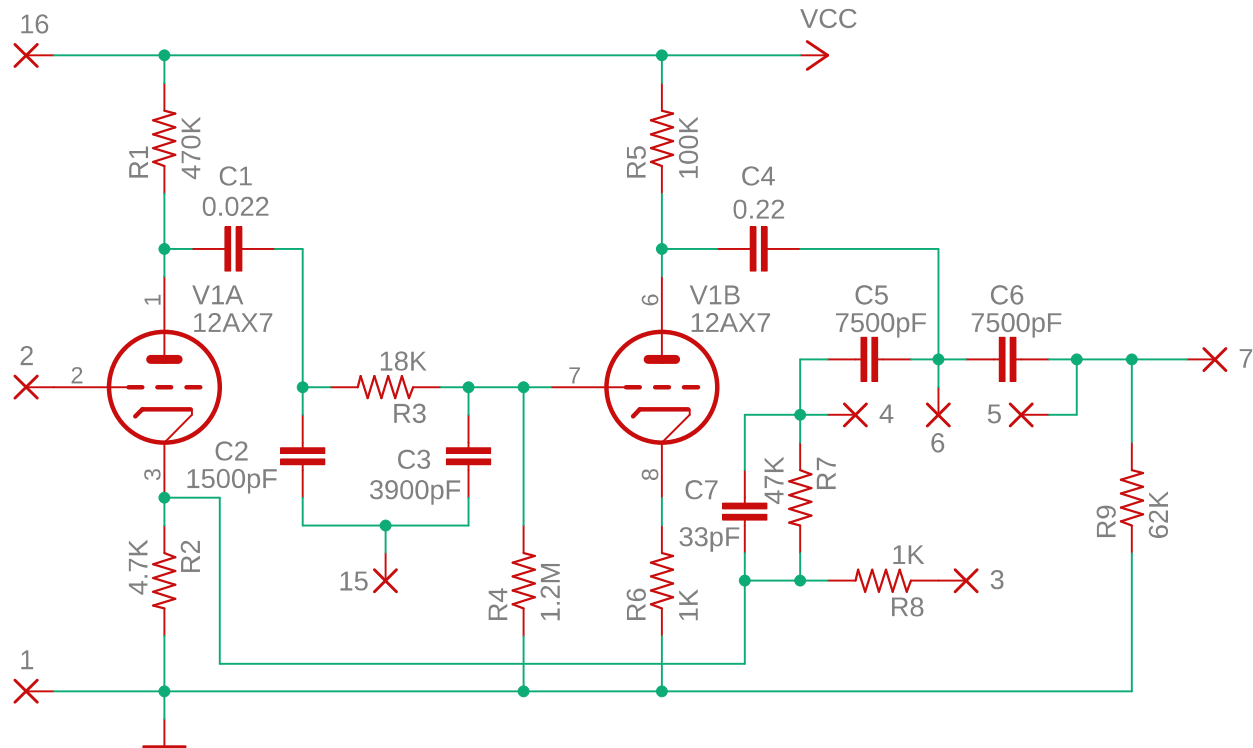 16
VCC
R1
470K
C1
0.022
R5
100K
C4
0.22
1
V1A
12AX7
6
V1B
12AX7
C5
7500pF
C6
7500pF
2
2
18K
R3
7
7
4
5
6
3
C2
1500pF
C3
3900pF
8
C7
33pF
47K
R7
R9
62K
4.7K
R2
15
R4
1.2M
R6
1K
1K
R8
3
1